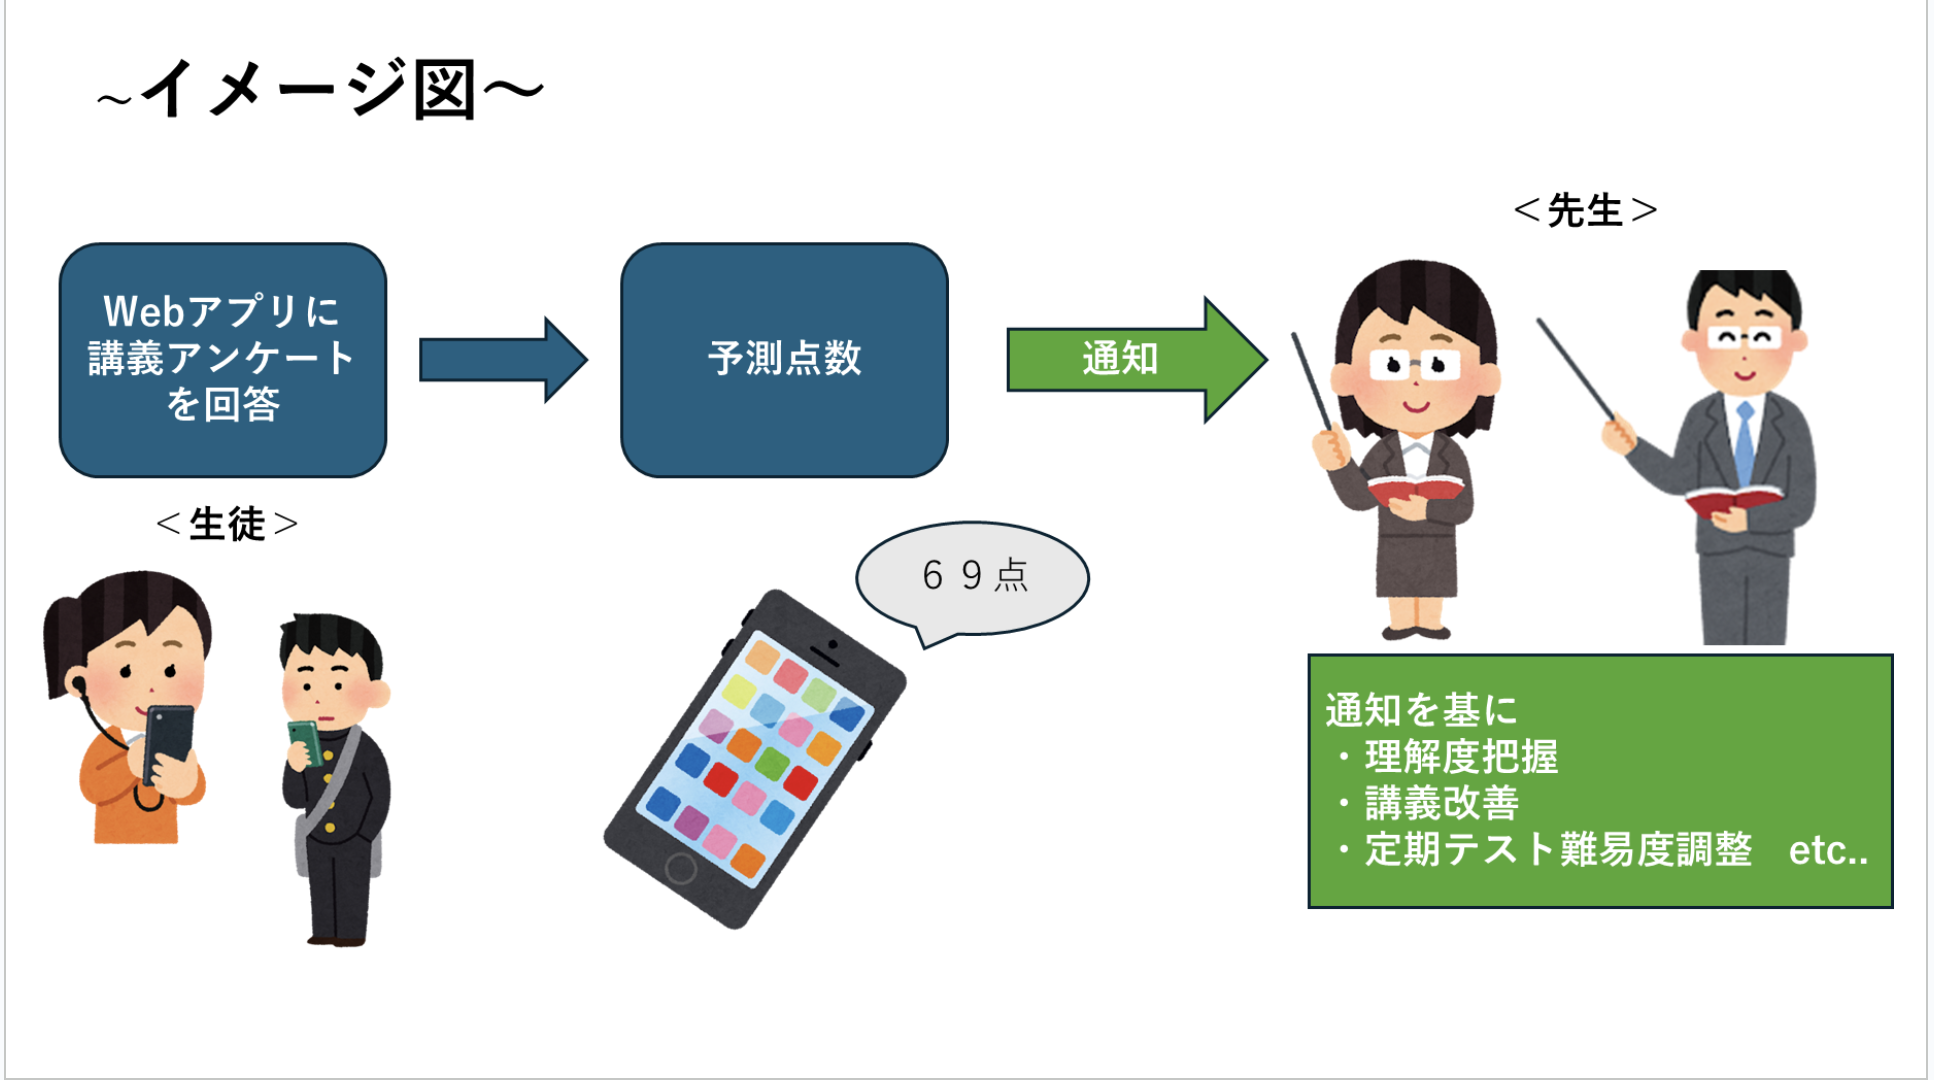 ~イメージ図～
Webアプリに
講義アンケート
を回答
＜生徒＞
予測点数
６９点
通知
＜先生＞
通知を基に
・理解度把握
・講義改善
・定期テスト難易度調整　etc..